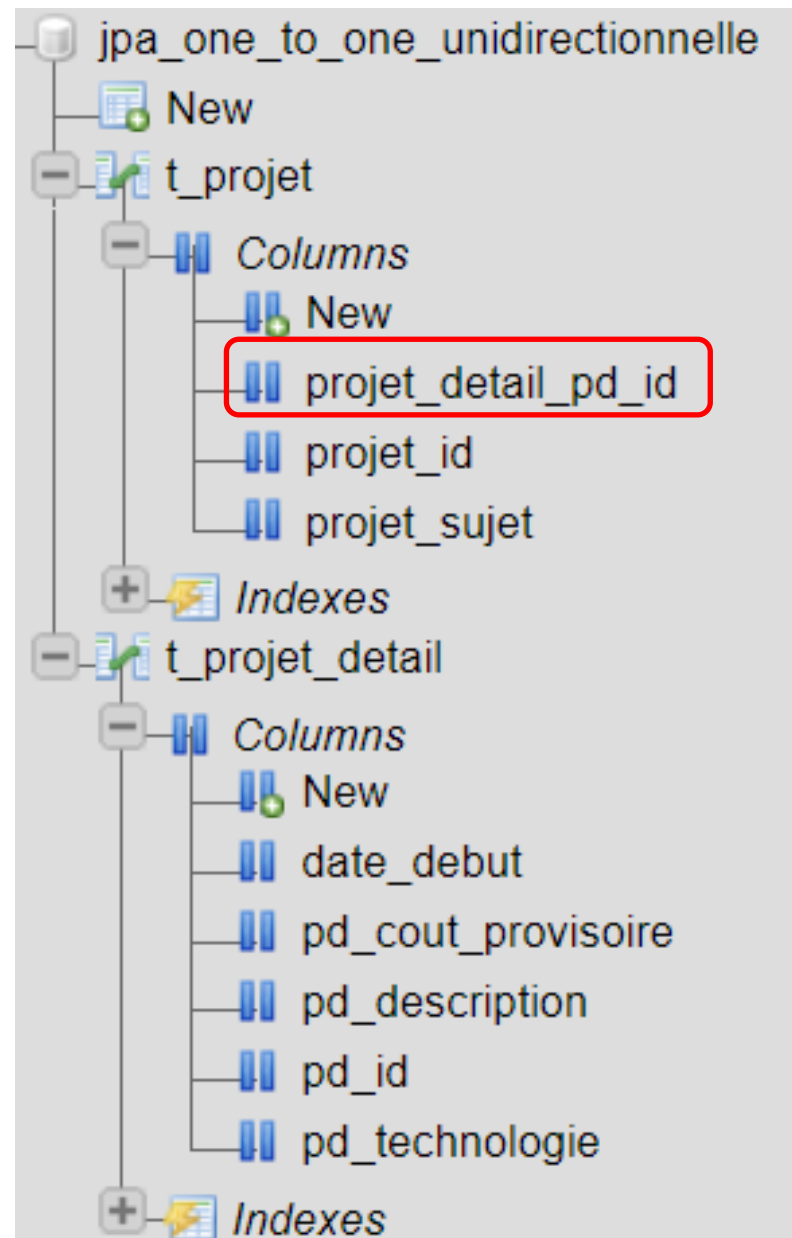 jpa_one_to_one_unidirectionnelle
New
t_projet
Columns
New
projet_detail_pd_id
projet_id
projet_sujet
Indexes
t_projet_detail
Columns
New
date_debut
pd_cout_provisoire
pd_description
pd_id
pd_technologie
Indexes